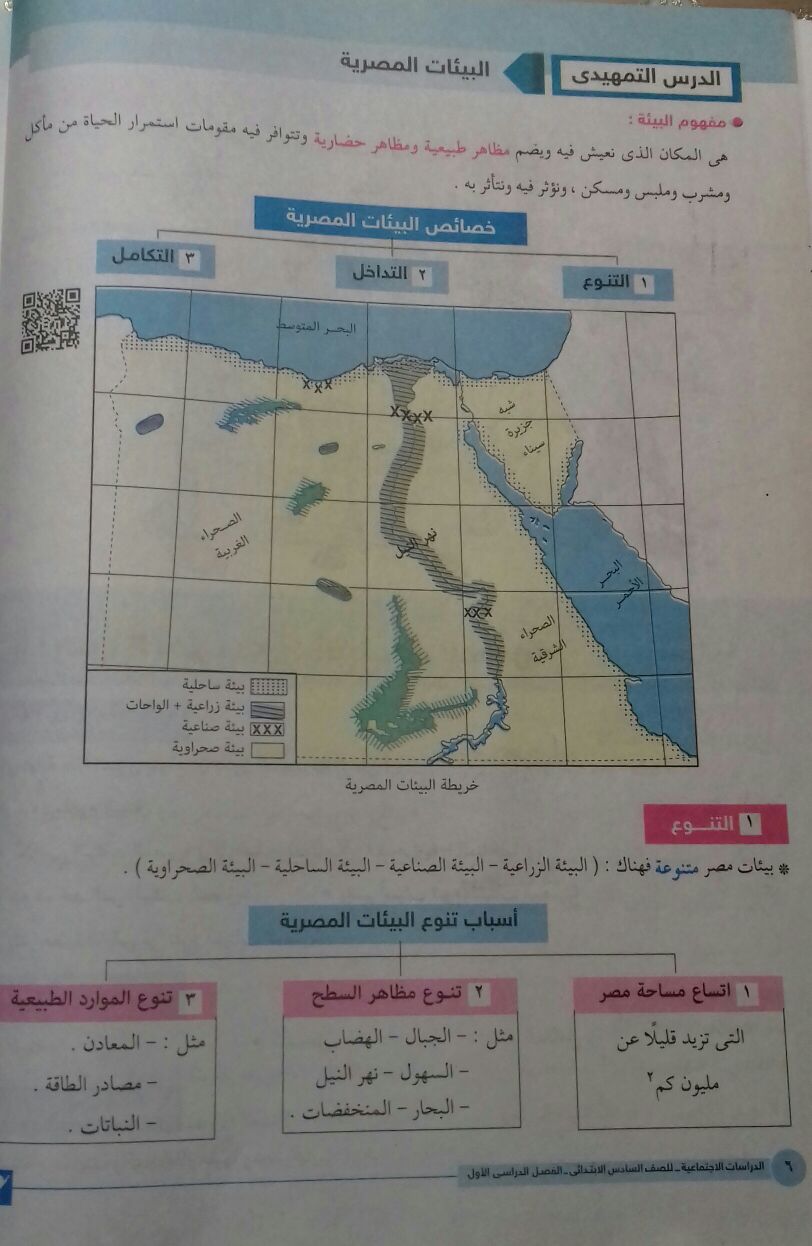 الدرس التمهيدى
البيئات المصرية
مفهوم البيئة :
هى المكان الذى نعيش فيه ويضم مظاهر طبيعية ومظاهر حضارية وتتوافر فيه مقومات استمرار الحياة من مأكل
ومشرب وملبس ومسكن ، ونؤثر فيه ونتأثر به .
خصائص البيئات المصرية
١ التنوع
٢ التداخل
٣ التكامل
البحر المتوسط
شبه
جزيرة
سيناء
الصحراء
الغربية
نهر النيل
البحر
الأحمر
الصحراء
الشرقية
بيئة ساحلية
بيئة زراعية + الواحات
XXX بيئة صناعية
بيئة صحراوية
خريطة البيئات المصرية
١ التنـــوع
* بيئات مصر متنوعة فهناك : ( البيئة الزراعية – البيئة الصناعية – البيئة الساحلية – البيئة الصحراوية ) .
أسباب تنوع البيئات المصرية
١ اتساع مساحة مصر
التى تزيد قليلًا عن
مليون كم٢
٢ تنـوع مظاهر السطح
مثل : – الجبال – الهضاب
– السهول – نهر النيل
– البحار – المنخفضات .
٣ تنوع الموارد الطبيعية
مثل : – المعادن .
– مصادر الطاقة .
– النباتات .
٦ الدراسات الاجتماعية – للصف السادس الابتدائى – الفصل الدراسى الأول